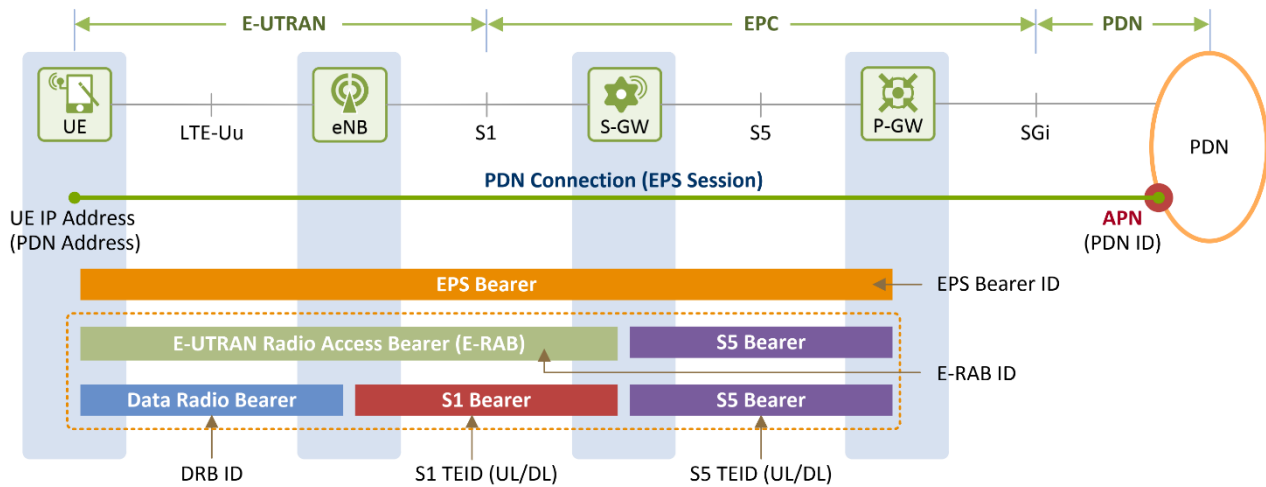 E-UTRAN
EPC
PDN
UE
LTE-Uu
eNB
S1
S-GW
S5
P-GW
SGi
PDN
PDN Connection (EPS Session)
UE IP Address
(PDN Address)
APN
(PDN ID)
EPS Bearer
EPS Bearer ID
E-UTRAN Radio Access Bearer (E-RAB)
S5 Bearer
E-RAB ID
Data Radio Bearer
S1 Bearer
S5 Bearer
DRB ID
S1 TEID (UL/DL)
S5 TEID (UL/DL)